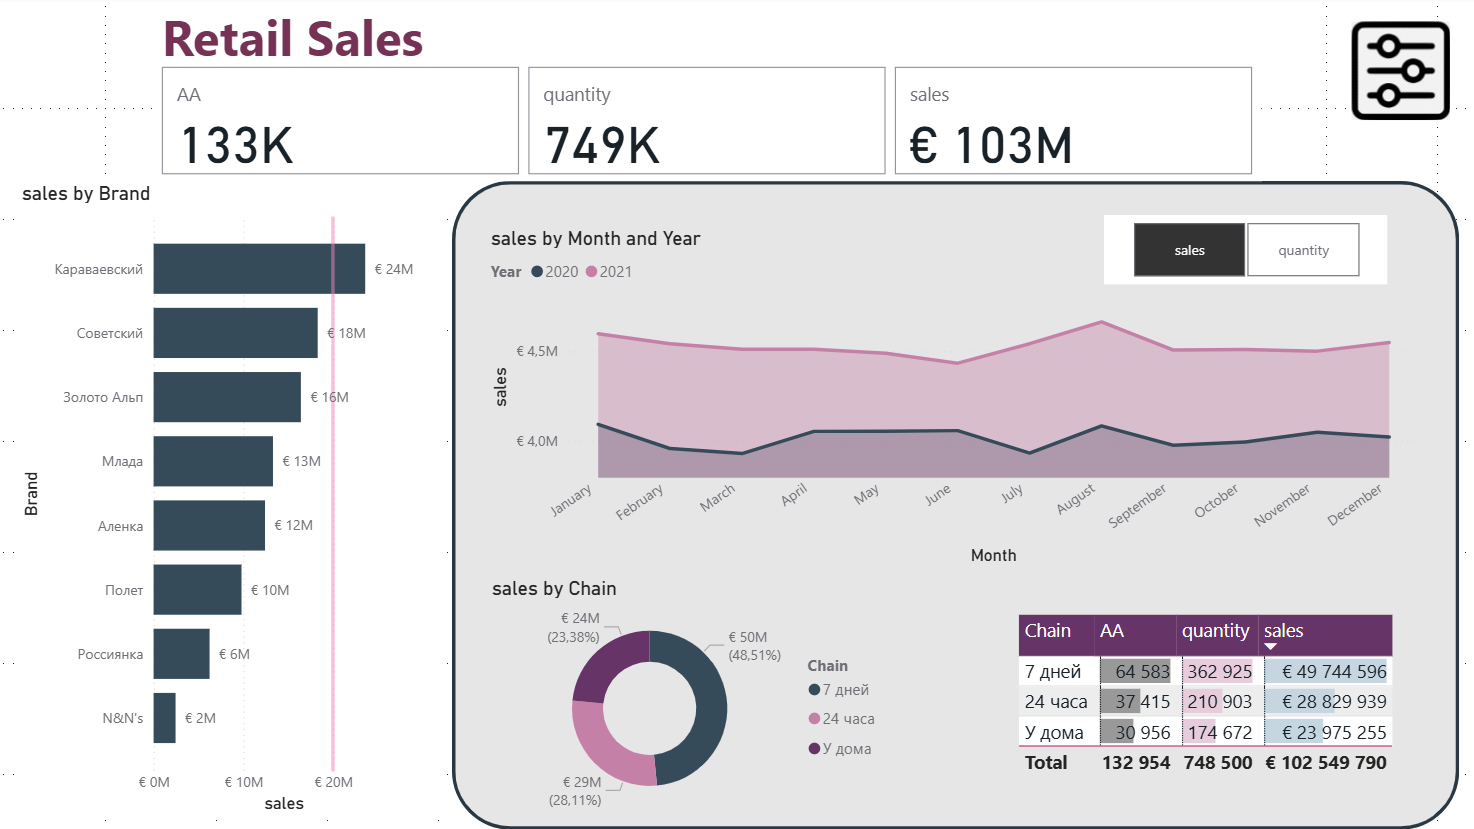 Retail Sales
AA
133K
quantity
749K
sales
€ 103M
sales by Brand
Brand
Караваевский
€ 24M
Советский
€ 18M
Золото Альп
€ 16M
Млада
€ 13M
Аленка
€ 12M
Полет
€ 10M
Россиянка
€ 6M
N&N's
€ 2M
€ 0M € 10M € 20M
sales
sales by Month and Year
Year 2020 2021
sales quantity
€ 4,5M
€ 4,0M
sales
January February March April May June July August September October November December
Month
sales by Chain
€ 24M
(23,38%)
€ 50M
(48,51%)
€ 29M
(28,11%)
Chain
7 дней
24 часа
У дома
Chain AA quantity sales
7 дней 64 583 362 925 € 49 744 596
24 часа 37 415 210 903 € 28 829 939
У дома 30 956 174 672 € 23 975 255
Total 132 954 748 500 € 102 549 790